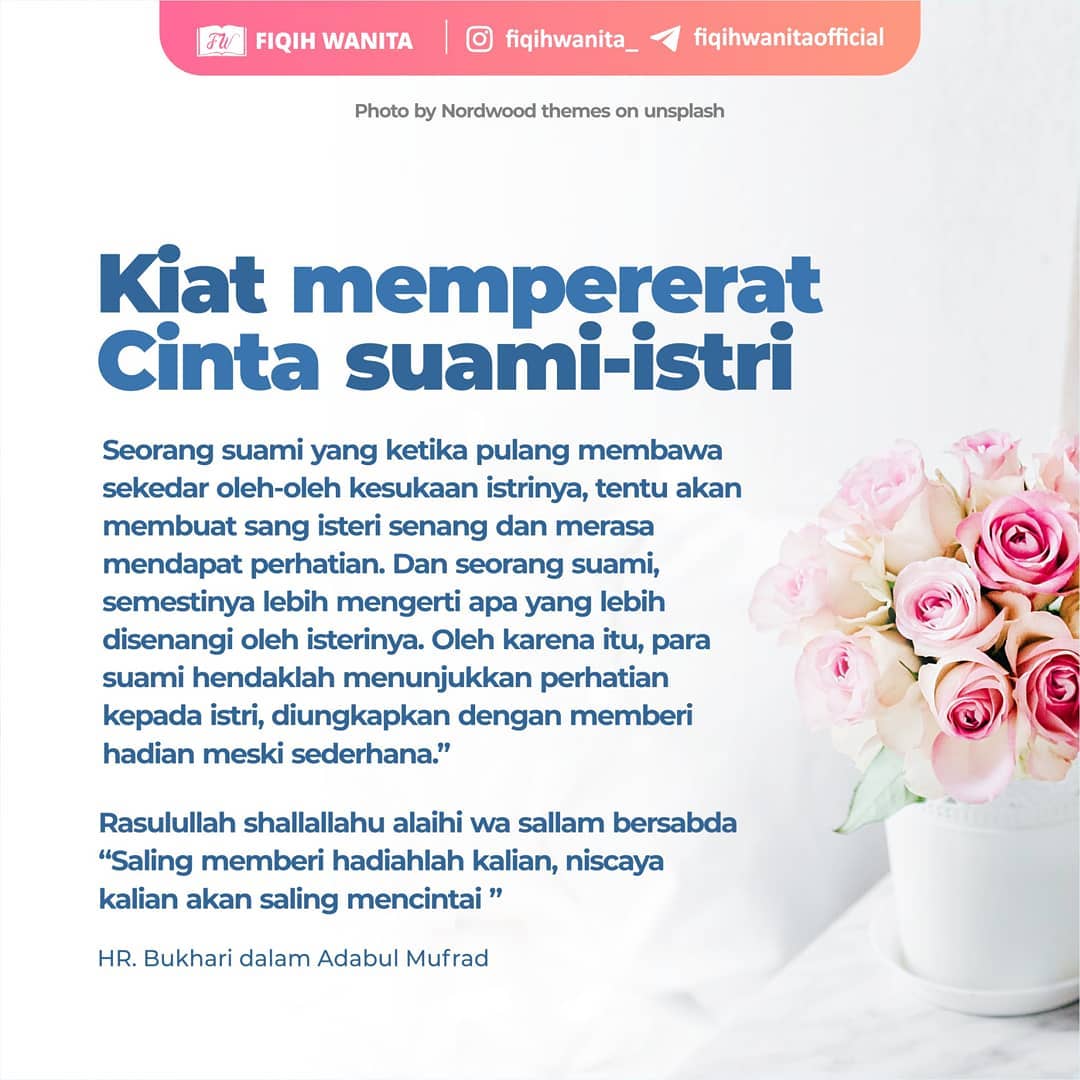 FW FIQIH WANITA fiqihwanita_ fiqihwanitaofficial
Photo by Nordwood themes on unsplash
Kiat mempererat
Cinta suami-istri
Seorang suami yang ketika pulang membawa
sekedar oleh-oleh kesukaan istrinya, tentu akan
membuat sang isteri senang dan merasa
mendapat perhatian. Dan seorang suami,
semestinya lebih mengerti apa yang lebih
disenangi oleh isterinya. Oleh karena itu, para
suami hendaklah menunjukkan perhatian
kepada istri, diungkapkan dengan memberi
hadian meski sederhana.”
Rasulullah shallallahu alaihi wa sallam bersabda
“Saling memberi hadiahlah kalian, niscaya
kalian akan saling mencintai ”
HR. Bukhari dalam Adabul Mufrad